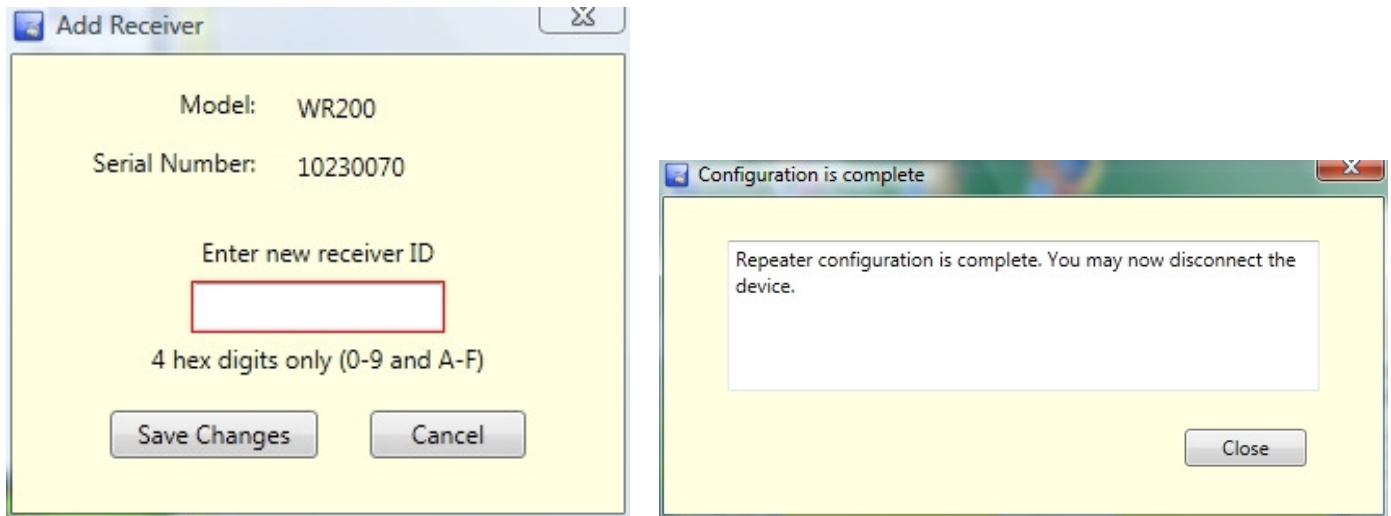 Add Receiver
Model: WR200
Serial Number: 10230070
Enter new receiver ID
4 hex digits only (0-9 and A-F)
Save Changes Cancel
Configuration is complete
Repeater configuration is complete. You may now disconnect the
device.
Close